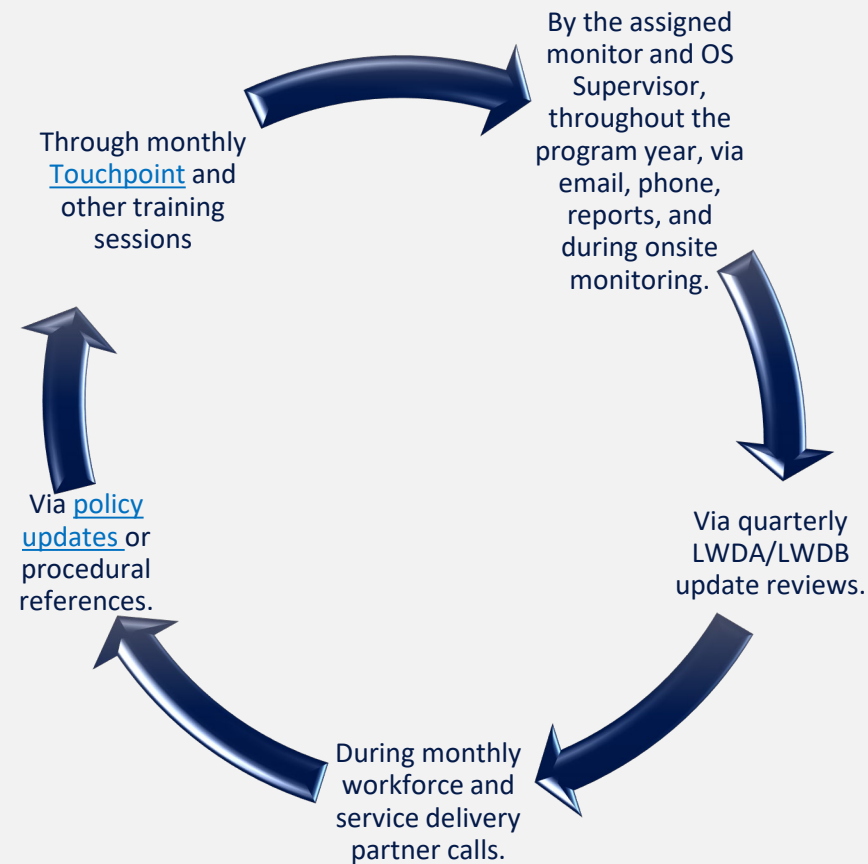 By the assigned
monitor and OS
Supervisor,
throughout the
program year, via
email, phone,
reports, and
during onsite
monitoring.
Via quarterly
LWDA/LWDB
update reviews.
During monthly
workforce and
service delivery
partner calls.
Via policy
updates or
procedural
references.
Through monthly
Touchpoint and
other training
sessions